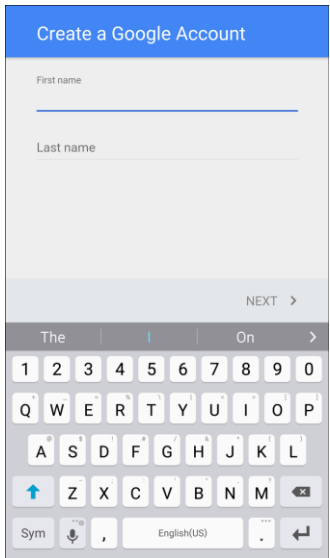 Create a Google Account
First name
Last name
NEXT >
The I On >
1 2 3 4 5 6 7 8 9 0
Q W E R T Y U I O P
A S D F G H J K L
Z X C V B N M
Sym , English(US) .